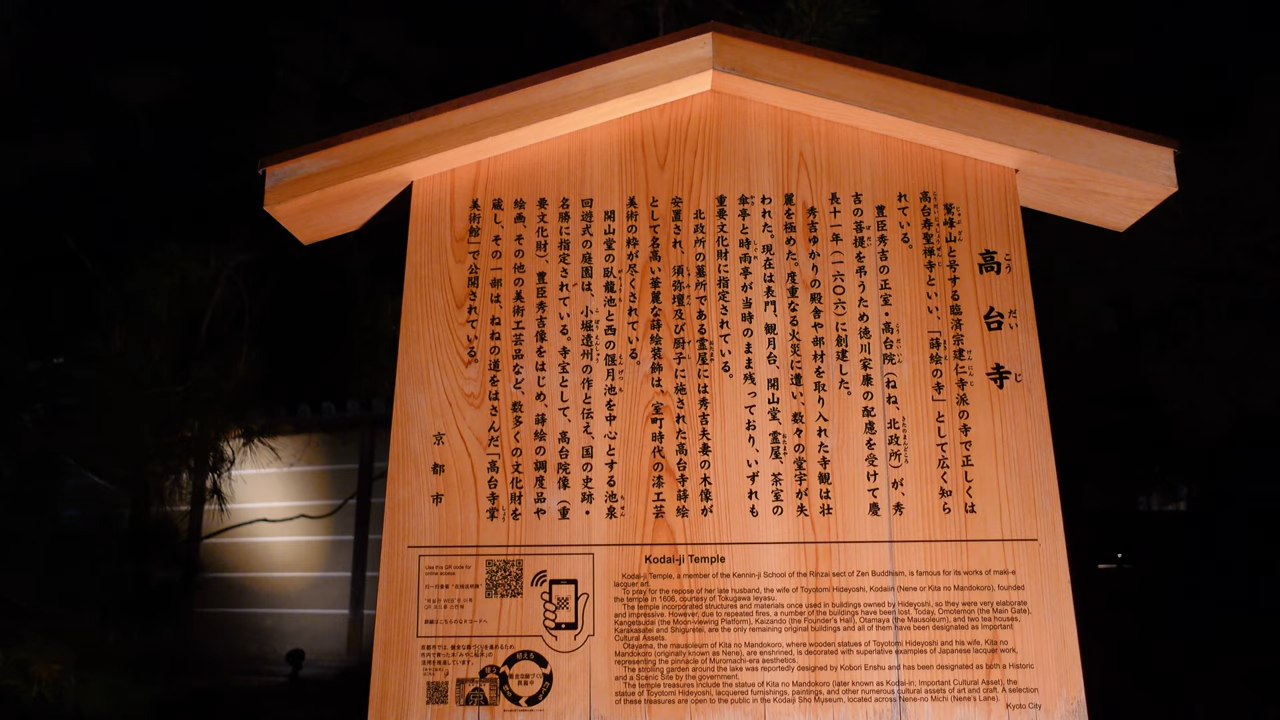 高台寺
鷲峰山と号する臨済宗建仁寺派の寺で正しくは
高台寿聖禅寺といい、「蒔絵の寺」として広く知ら
れている。
豊臣秀吉の正室・高台院(ねね、北政所)が、秀
吉の菩提を弔うため徳川家康の配慮を受けて慶
長十一年(一六〇六)に創建した。
秀吉ゆかりの殿舎や部材を取り入れた寺観は壮
麗を極めた。度重なる火災に遭い、数々の堂宇が失
われた。現在は表門、観月台、開山堂、霊屋、茶室の
傘亭と時雨亭が当時のまま残っており、いずれも
重要文化財に指定されている。
北政所の墓所である霊屋には秀吉夫妻の木像が
安置され、須弥壇及び厨子に施された高台寺蒔絵
として名高い華麗な蒔絵装飾は、室町時代の漆工芸
美術の粋が尽くされている。
開山堂の臥龍池と西の偃月池を中心とする池泉
回遊式の庭園は、小堀遠州の作と伝え、国の史跡・
名勝に指定されている。寺宝として、高台院像(重
要文化財)、豊臣秀吉像をはじめ、蒔絵の調度品や
絵画、その他の美術工芸品など、数多くの文化財を
蔵し、その一部は、ねねの道をはさんだ「高台寺掌
美術館」で公開されている。
京都市
Kodai-ji Temple
Kodai-ji Temple, a member of the Kennin-ji School of the Rinzai sect of Zen Buddhism, is famous for its works of maki-e
lacquer art.
To pray for the repose of her late husband, the wife of Toyotomi Hideyoshi, Kodaiin (Nene or Kita no Mandokoro), founded
the temple in 1606, courtesy of Tokugawa Ieyasu.
The temple incorporated structures and materials once used in buildings owned by Hideyoshi, so they were very elaborate
and impressive. However, due to repeated fires, a number of the buildings have been lost. Today, Omotemon (the Main Gate),
Kangetsudai (the Moon-viewing Platform), Kaizando (the Founder's Hall), Otamaya (the Mausoleum), and two tea houses,
Karakasatei and Shiguretei, are the only remaining original buildings and all of them have been designated as Important
Cultural Assets.
Otayama, the mausoleum of Kita no Mandokoro, where wooden statues of Toyotomi Hideyoshi and his wife, Kita no
Mandokoro (originally known as Nene), are enshrined, is decorated with superlative examples of Japanese lacquer work,
representing the pinnacle of Muromachi-era aesthetics.
The strolling garden around the lake was reportedly designed by Kobori Enshu and has been designated as both a Historic
and a Scenic Site by the government.
The temple treasures include the statue of Kita no Mandokoro (later known as Kodai-in; Important Cultural Asset), the
statue of Toyotomi Hideyoshi, lacquered furnishings, paintings, and other numerous cultural assets of art and craft. A selection
of these treasures are open to the public in the Kodaiji Sho Museum, located across Nene-no Michi (Nene's Lane).
Kyoto City
Use this QR code for
online access
詳細はこちらのQRコードへ